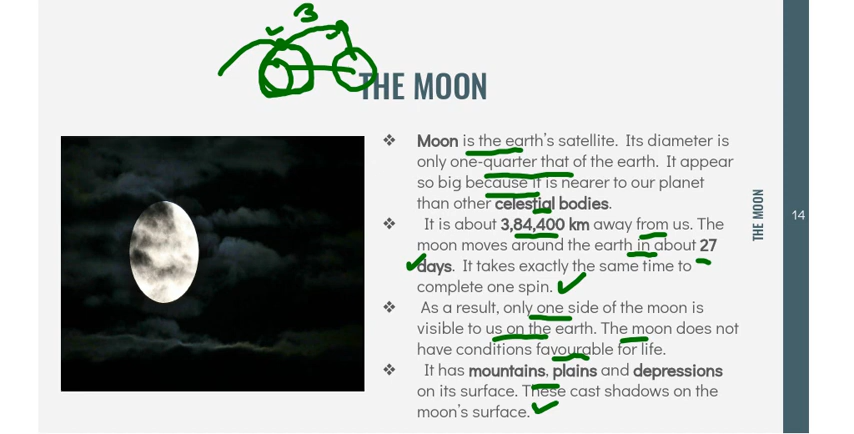 3
THE MOON
❖ Moon is the earth's satellite. Its diameter is
only one-quarter that of the earth. It appear
so big because it is nearer to our planet
than other celestial bodies.
❖ It is about 3,84,400 km away from us. The
moon moves around the earth in about 27
days. It takes exactly the same time to
complete one spin.
❖ As a result, only one side of the moon is
visible to us on the earth. The moon does not
have conditions favourable for life.
❖ It has mountains, plains and depressions
on its surface. These cast shadows on the
moon's surface.
THE MOON
14